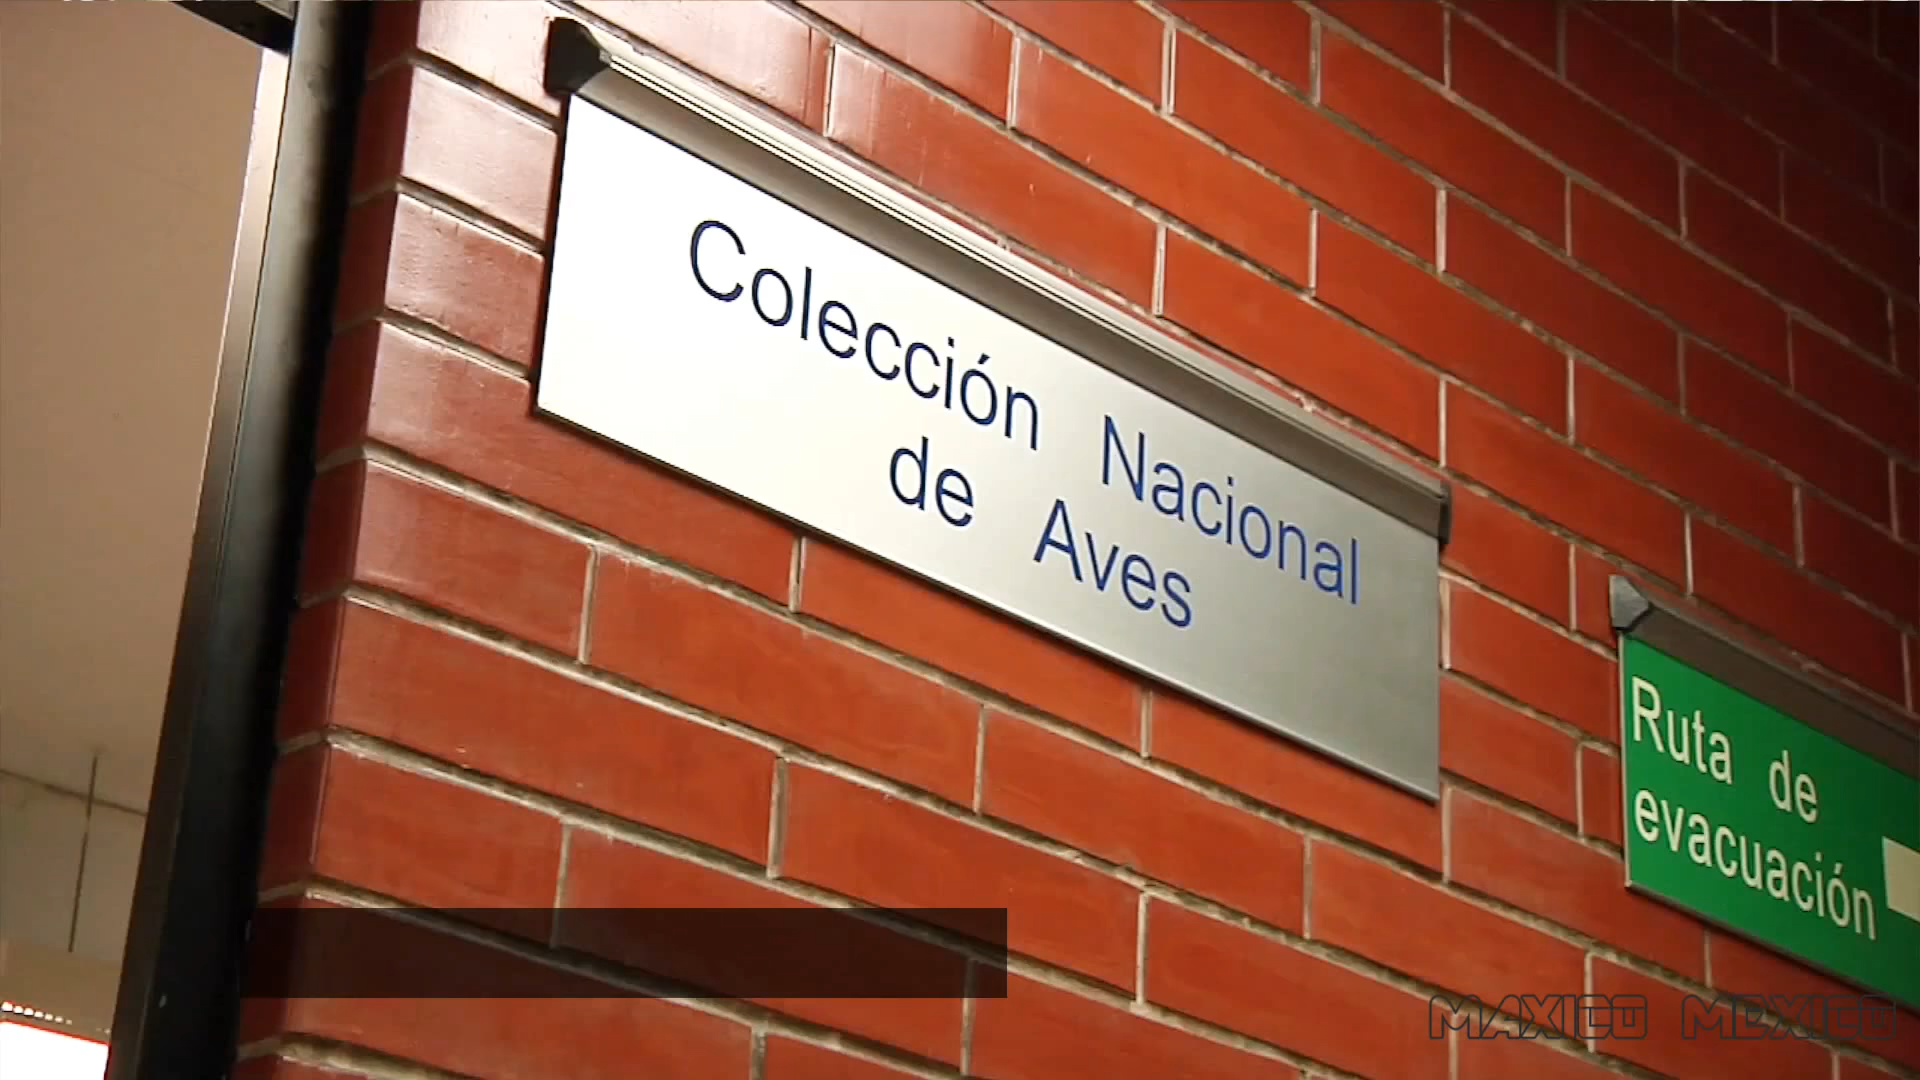 Colección Nacional
de Aves
Ruta de
evacuación
MAXICO MEXICO